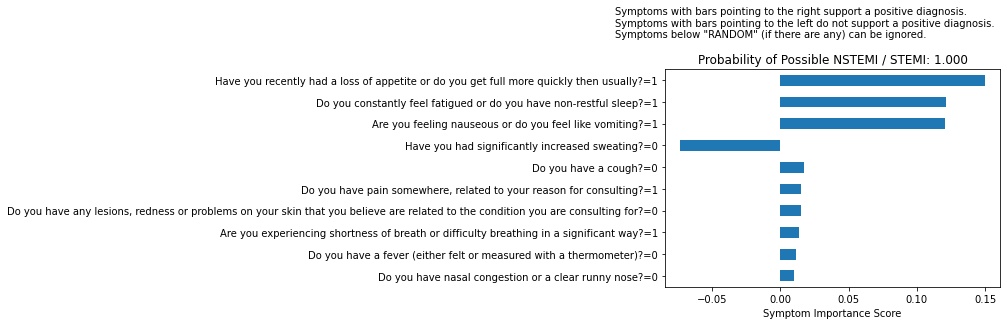 Symptoms with bars pointing to the right support a positive diagnosis.
Symptoms with bars pointing to the left do not support a positive diagnosis.
Symptoms below "RANDOM" (if there are any) can be ignored.
Probability of Possible NSTEMI / STEMI: 1.000
Have you recently had a loss of appetite or do you get full more quickly then usually?=1
Do you constantly feel fatigued or do you have non-restful sleep?=1
Are you feeling nauseous or do you feel like vomiting?=1
Have you had significantly increased sweating?=0
Do you have a cough?=0
Do you have pain somewhere, related to your reason for consulting?=1
Do you have any lesions, redness or problems on your skin that you believe are related to the condition you are consulting for?=0
Are you experiencing shortness of breath or difficulty breathing in a significant way?=1
Do you have a fever (either felt or measured with a thermometer)?=0
Do you have nasal congestion or a clear runny nose?=0
−0.05 0.00 0.05 0.10 0.15
Symptom Importance Score